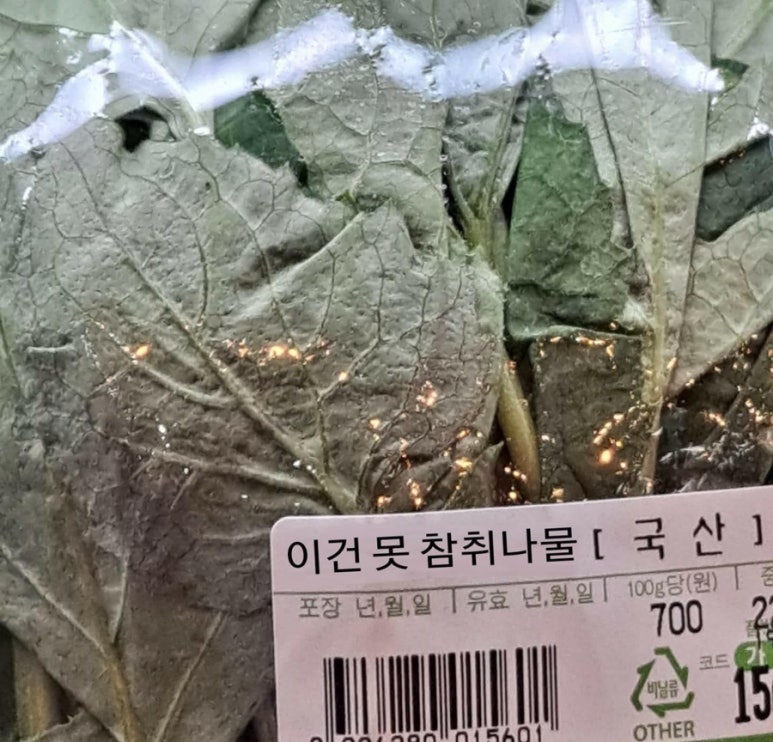 이건 못 참취나물 [ 국 산 ]
포장 년,월,일 | 유효 년,월,일 | 100g당(원) |
700
코드
비닐류
OTHER